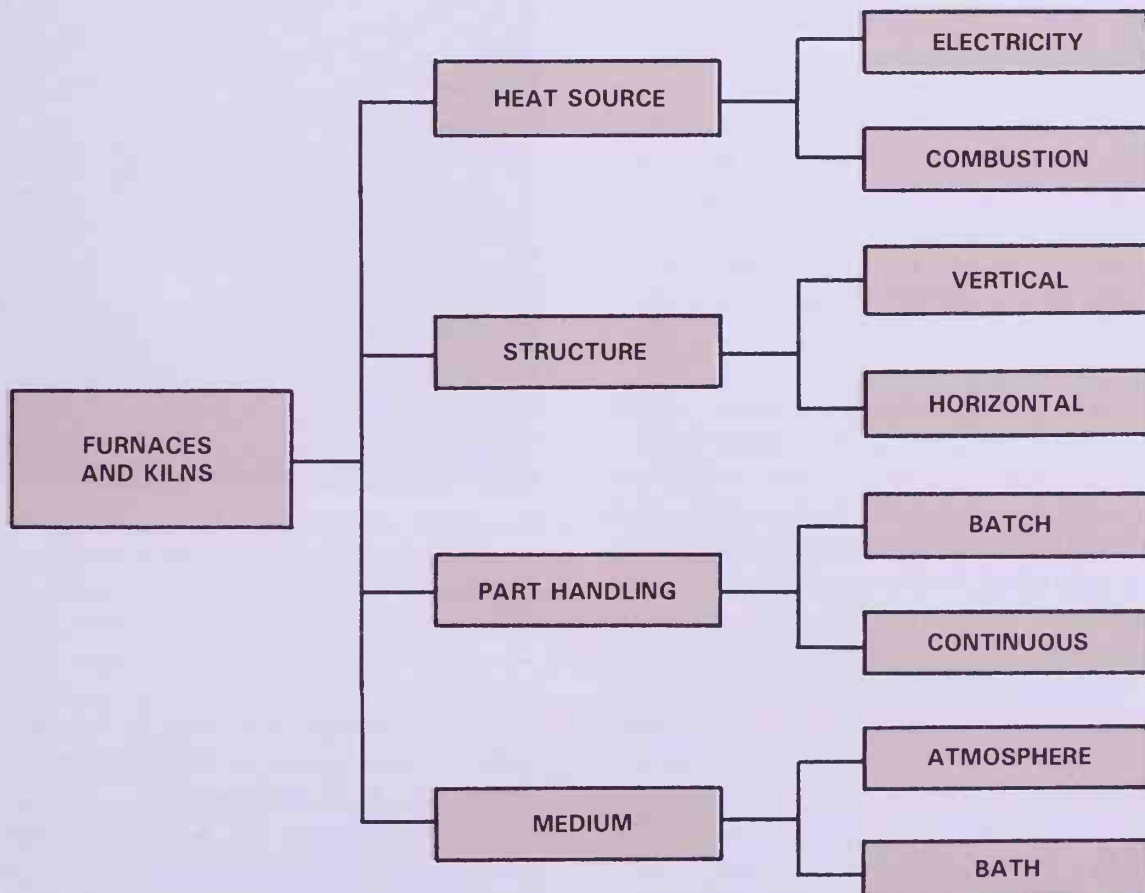 ELECTRICITY
HEAT SOURCE
COMBUSTION
VERTICAL
STRUCTURE
HORIZONTAL
FURNACES
AND KILNS
BATCH
PART HANDLING
CONTINUOUS
ATMOSPHERE
MEDIUM
BATH